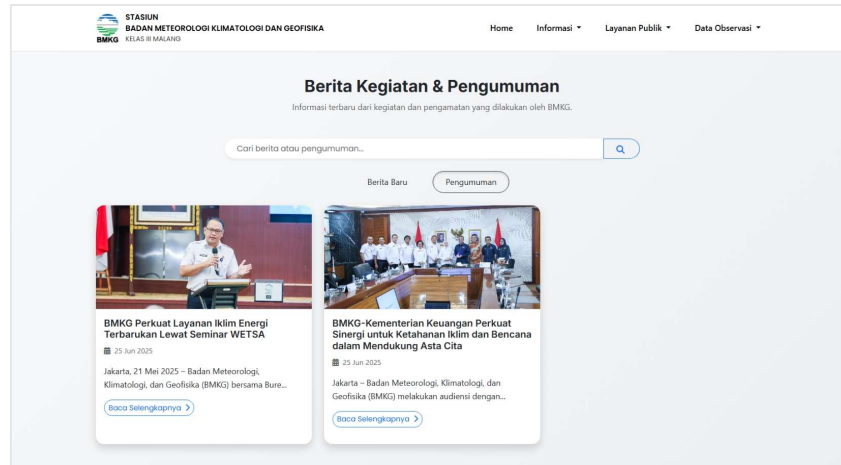 STASIUN
BADAN METEOROLOGI KLIMATOLOGI DAN GEOFISIKA
KELAS III MALANG
BMKG
Home
Informasi
Layanan Publik
Data Observasi
Berita Kegiatan & Pengumuman
Informasi terbaru dari kegiatan dan pengamatan yang dilakukan oleh BMKG.
Cari berita atau pengumuman...
Berita Baru
Pengumuman
BMKG Perkuat Layanan Iklim Energi
Terbarukan Lewat Seminar WETSA
25 Jun 2025
Jakarta, 21 Mei 2025 – Badan Meteorologi,
Klimatologi, dan Geofisika (BMKG) bersama Bure...
Baca Selengkapnya
BMKG-Kementerian Keuangan Perkuat
Sinergi untuk Ketahanan Iklim dan Bencana
dalam Mendukung Asta Cita
25 Jun 2025
Jakarta – Badan Meteorologi, Klimatologi, dan
Geofisika (BMKG) melakukan audiensi dengan...
Baca Selengkapnya